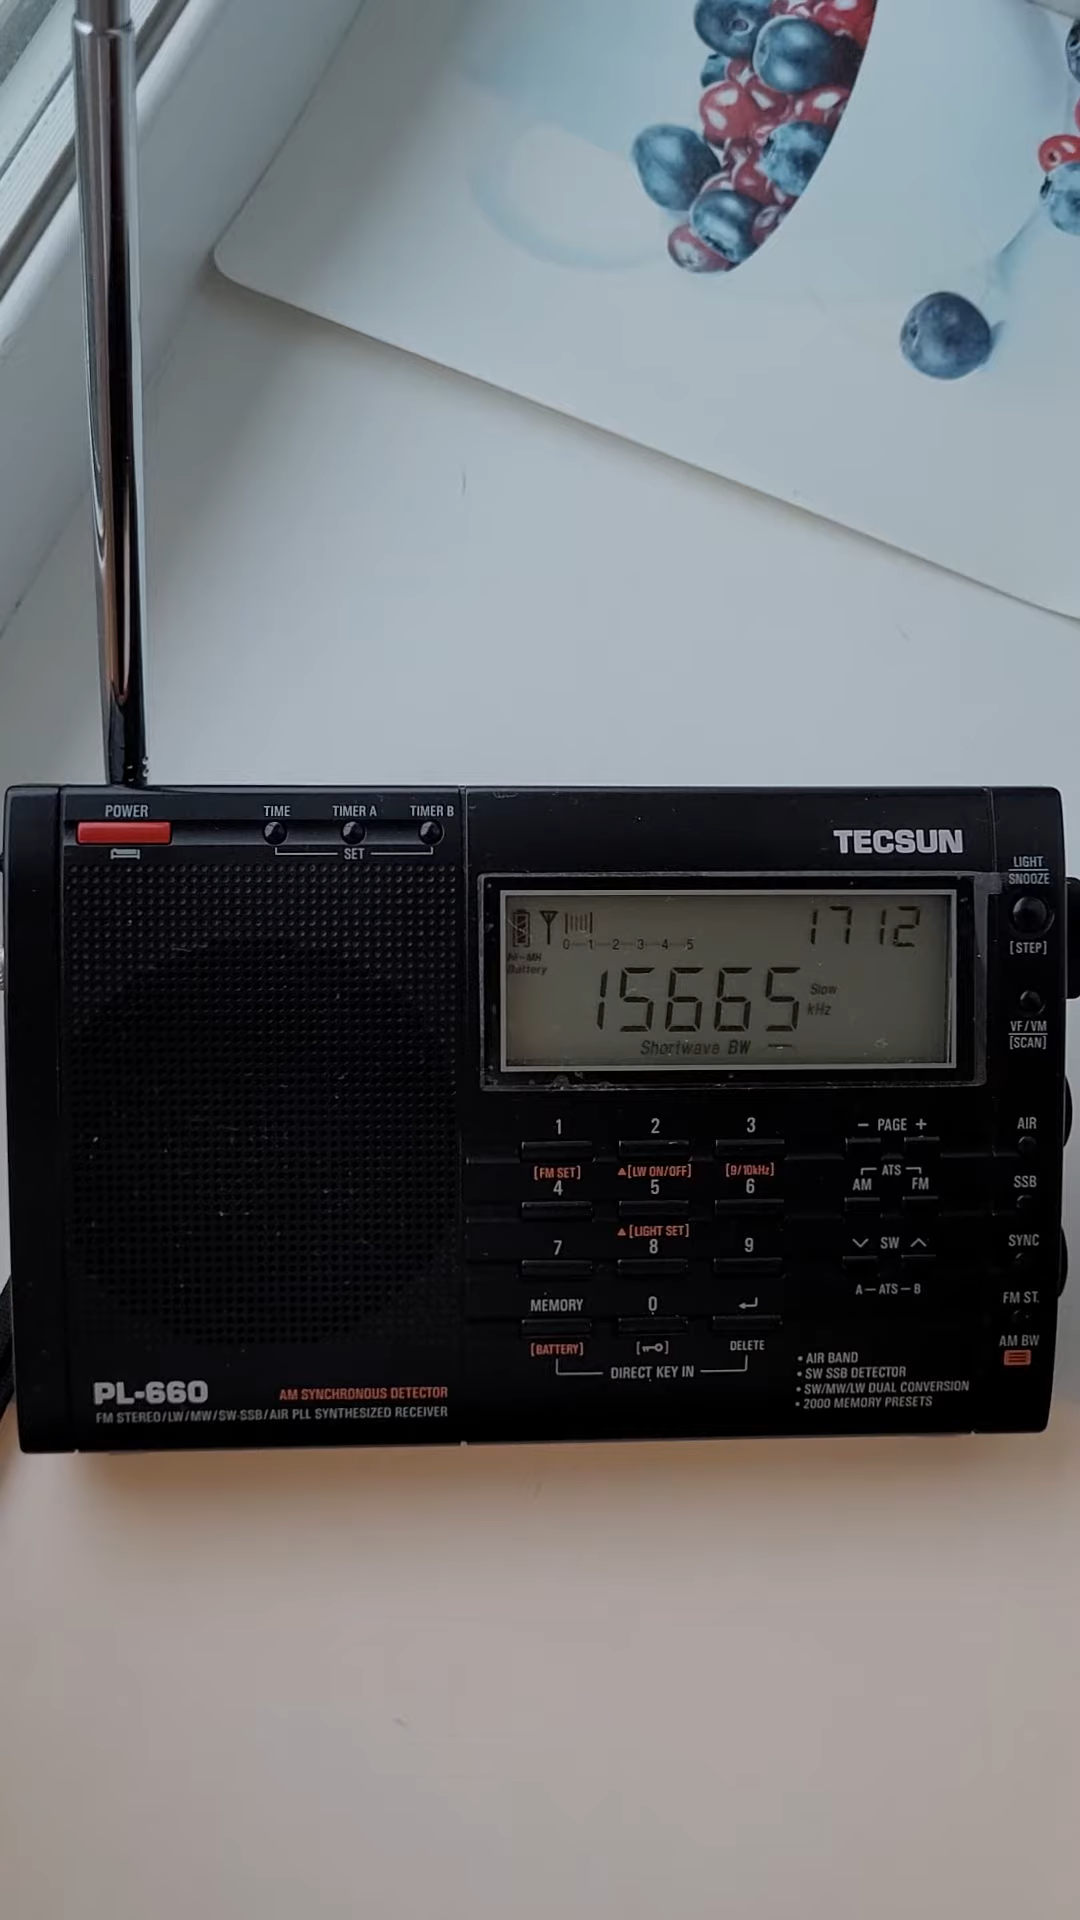 POWER
TIME TIMER A TIMER B
SET
TECSUN
LIGHT
SNOOZE
[STEP]
1712
0-1-2-3-4-5
Ni-MH
Battery
15665 Slow
kHz
Shortwave BW
VF/VM
[SCAN]
1 2 3 - PAGE + AIR
[FM SET] ▲[LW ON/OFF] [9/10kHz] ATS
4 5 6 AM FM SSB
▲[LIGHT SET]
7 8 9 SW SYNC
A-ATS-B
MEMORY 0 ↵ FM ST.
[BATTERY] DELETE AM BW
DIRECT KEY IN
• AIR BAND
• SW SSB DETECTOR
• SW/MW/LW DUAL CONVERSION
• 2000 MEMORY PRESETS
PL-660 AM SYNCHRONOUS DETECTOR
FM STEREO/LW/MW/SW-SSB/AIR PLL SYNTHESIZED RECEIVER